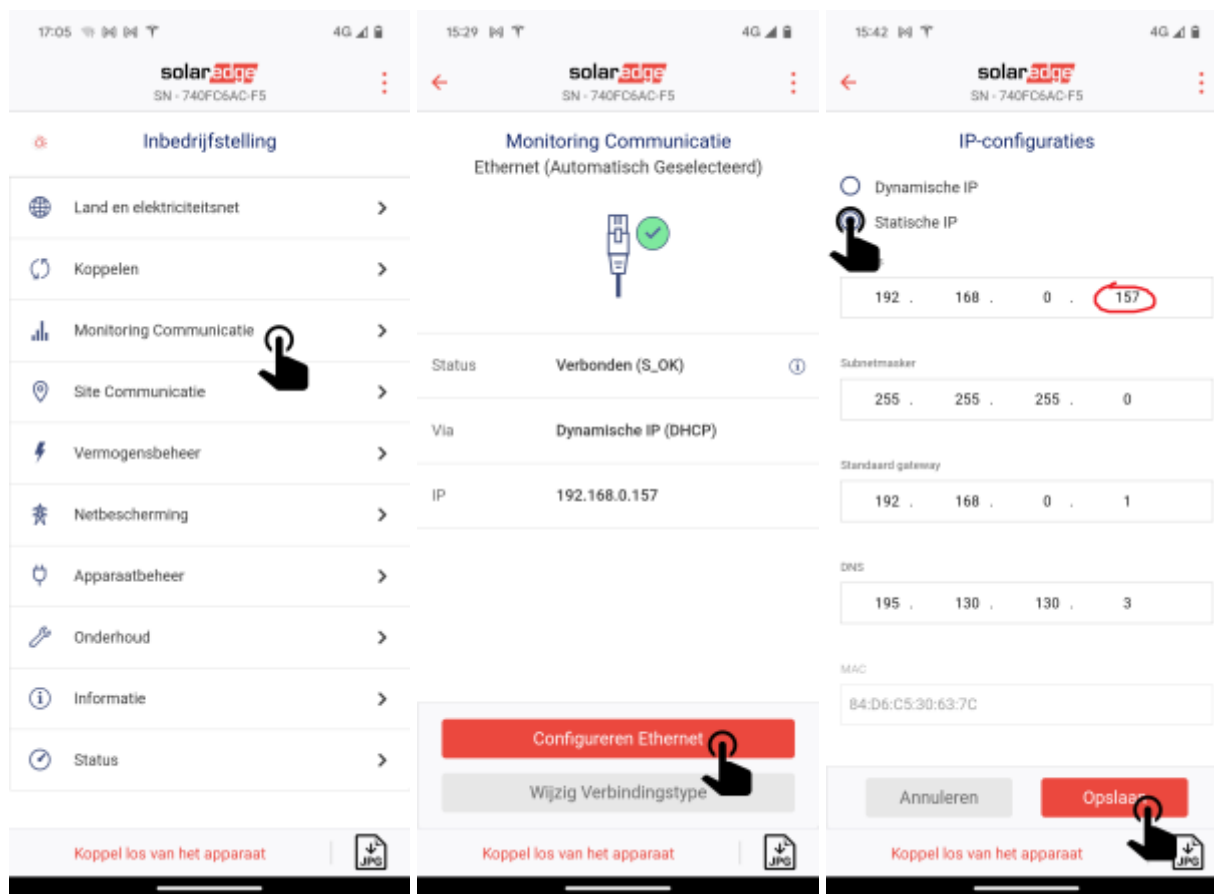 17:05
4G
solaredge
SN - 740FC6AC-F5
Inbedrijfstelling
Land en elektriciteitsnet
Koppelen
Monitoring Communicatie
Site Communicatie
Vermogensbeheer
Netbescherming
Apparaatbeheer
Onderhoud
Informatie
Status
Koppel los van het apparaat
JPG
15:29
4G
solaredge
SN - 740FC6AC-F5
Monitoring Communicatie
Ethernet (Automatisch Geselecteerd)
Status Verbonden (S_OK)
Via Dynamische IP (DHCP)
IP 192.168.0.157
Configureren Ethernet
Wijzig Verbindingstype
Koppel los van het apparaat
JPG
15:42
4G
solaredge
SN - 740FC6AC-F5
IP-configuraties
Dynamische IP
Statische IP
192 . 168 . 0 . 157
Subnetmasker
255 . 255 . 255 . 0
Standaard gateway
192 . 168 . 0 . 1
DNS
195 . 130 . 130 . 3
MAC
84:D6:C5:30:63:7C
Annuleren
Opslaan
Koppel los van het apparaat
JPG